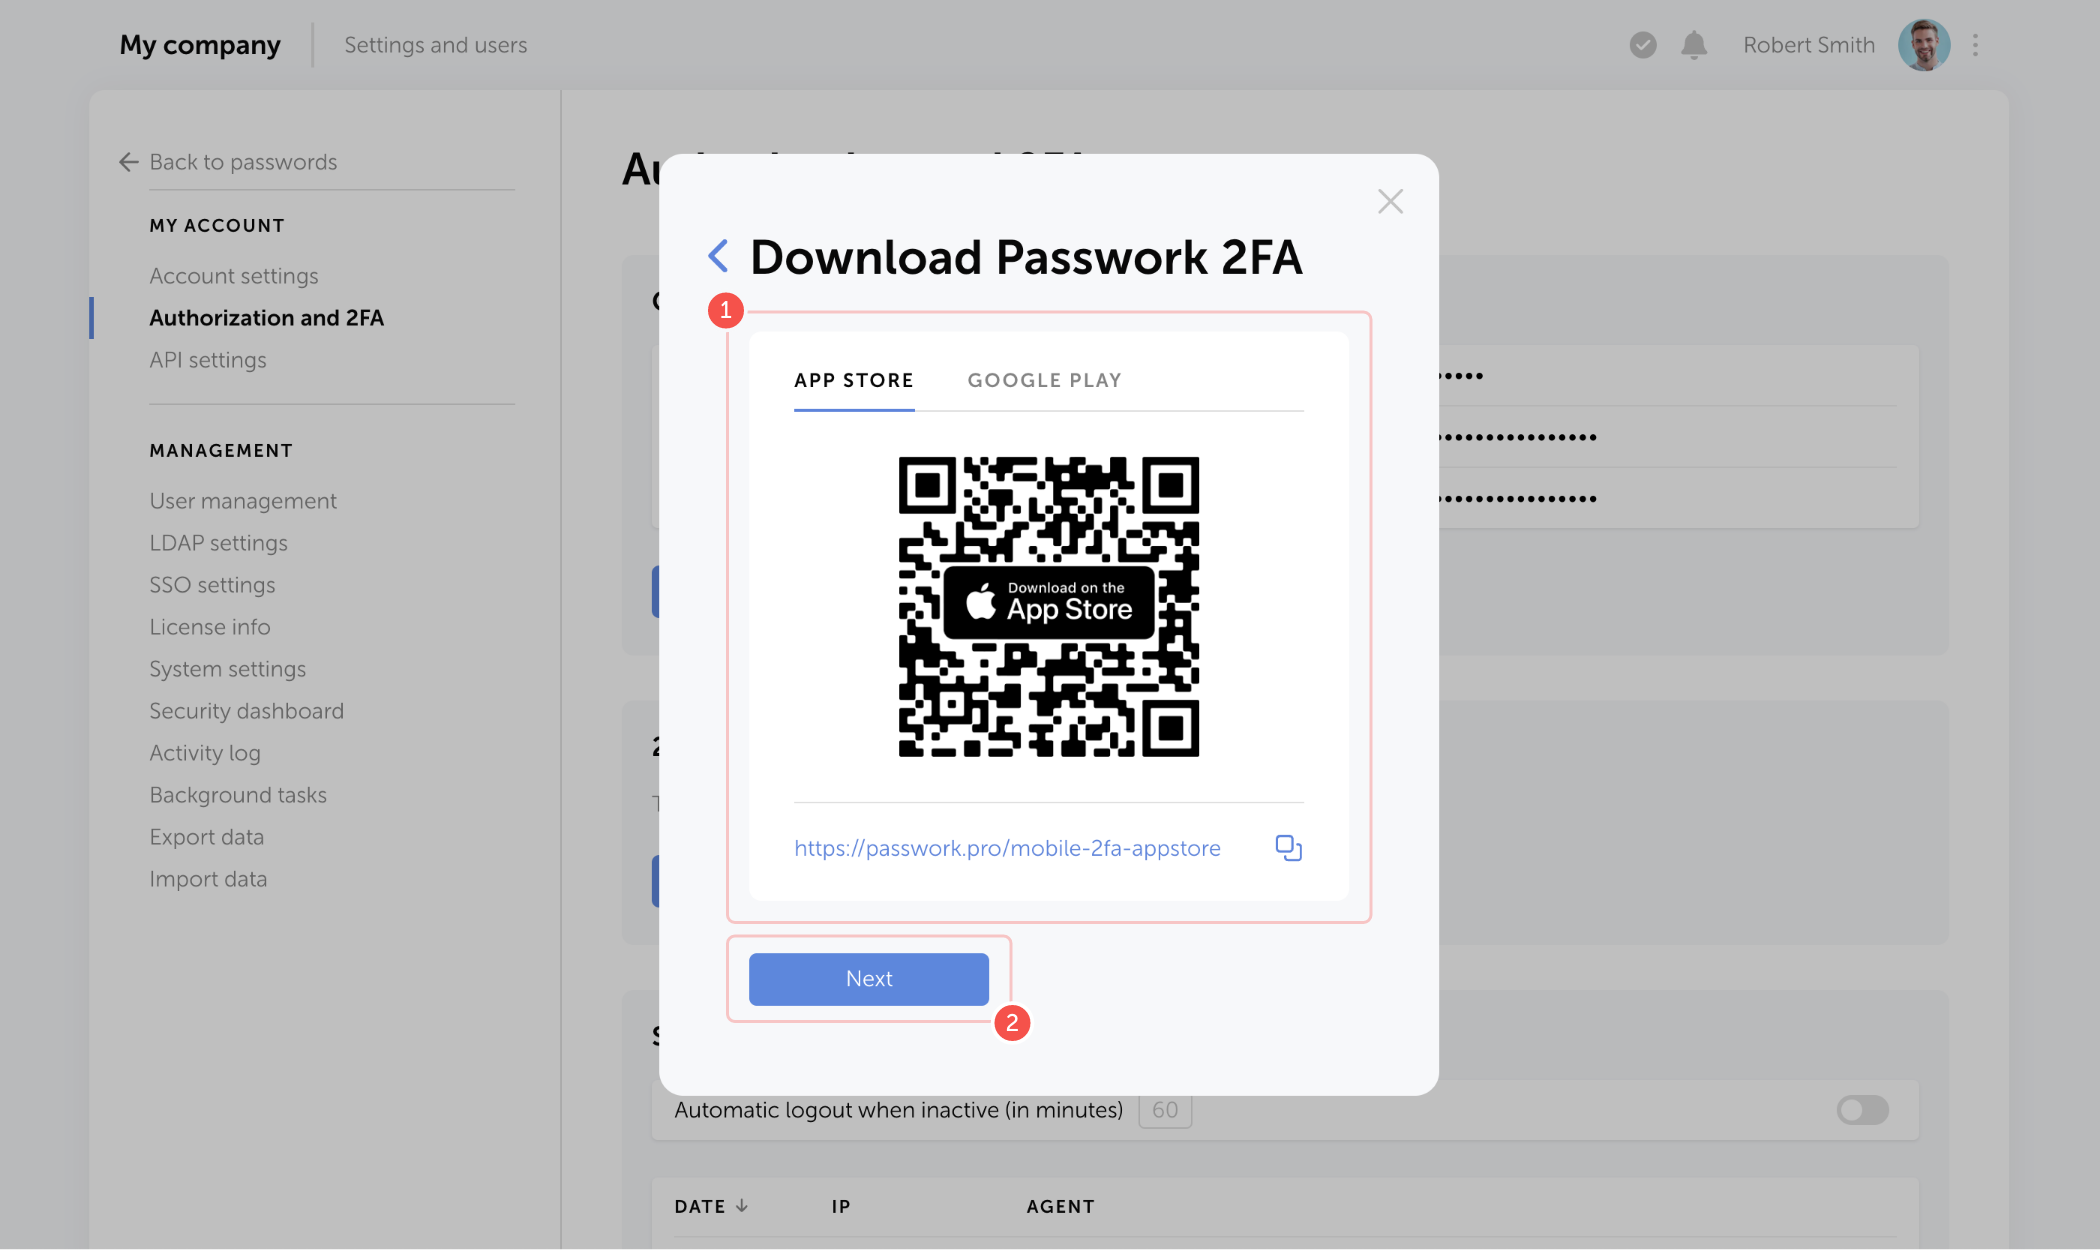 My company
Settings and users
Robert Smith
Back to passwords
MY ACCOUNT
Account settings
Authorization and 2FA
API settings
MANAGEMENT
User management
LDAP settings
SSO settings
License info
System settings
Security dashboard
Activity log
Background tasks
Export data
Import data
Download Passwork 2FA
1
APP STORE
GOOGLE PLAY
Download on the
App Store
https://passwork.pro/mobile-2fa-appstore
Next
2
Automatic logout when inactive (in minutes)
60
DATE
IP
AGENT